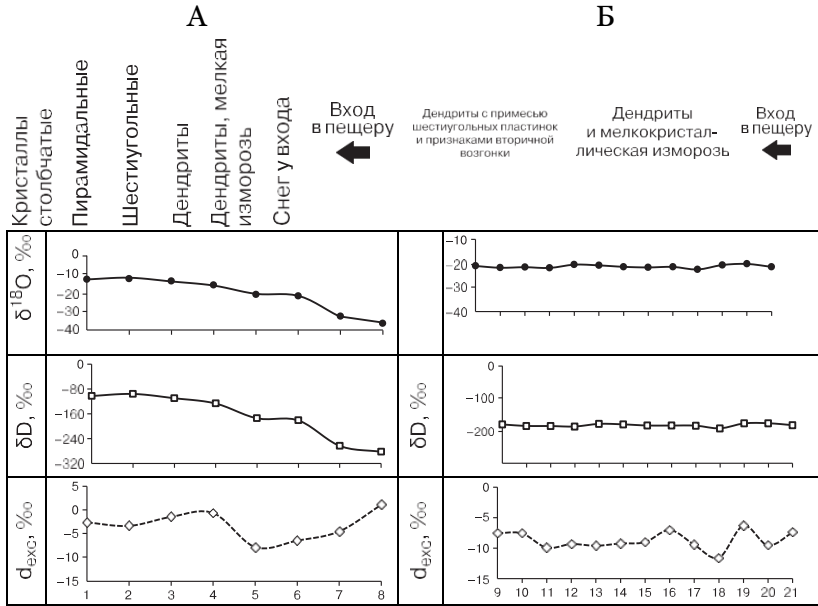 А
Б
Кристаллы
столбчатые
Пирамидальные
Шестиугольные
Дендриты
Дендриты, мелкая
изморозь
Снег у входа
Вход
в пещеру
Дендриты с примесью
шестиугольных пластинок
и признаками вторичной
возгонки
Дендриты
и мелкокристал-
лическая изморозь
Вход
в пещеру
δ¹⁸O, ‰
0
−10
−20
−30
−40
−10
−20
−30
−40
δD, ‰
0
−80
−160
−240
−320
δD, ‰
0
−100
−200
dexc, ‰
5
0
−5
−10
−15
1 2 3 4 5 6 7 8
dexc, ‰
0
−5
−10
−15
9 10 11 12 13 14 15 16 17 18 19 20 21